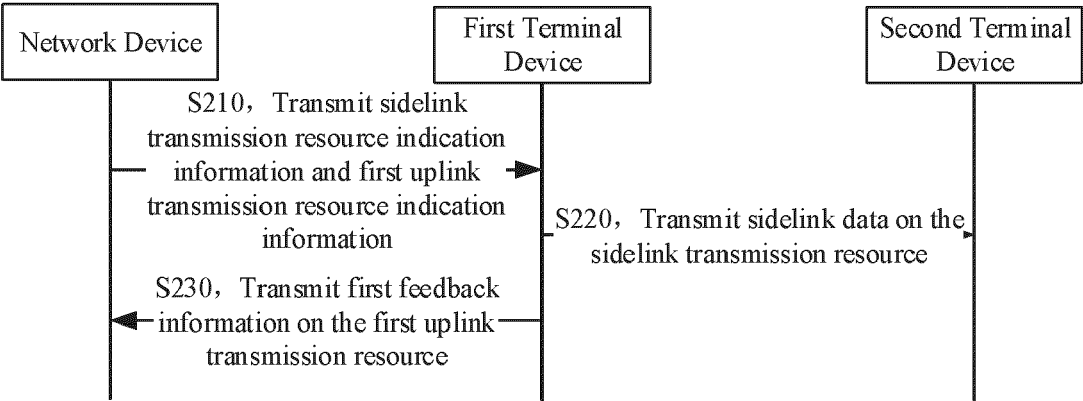 Network Device
First Terminal
Device
Second Terminal
Device
S210，Transmit sidelink
transmission resource indication
information and first uplink
transmission resource indication
information
S220，Transmit sidelink data on the
sidelink transmission resource
S230，Transmit first feedback
information on the first uplink
transmission resource